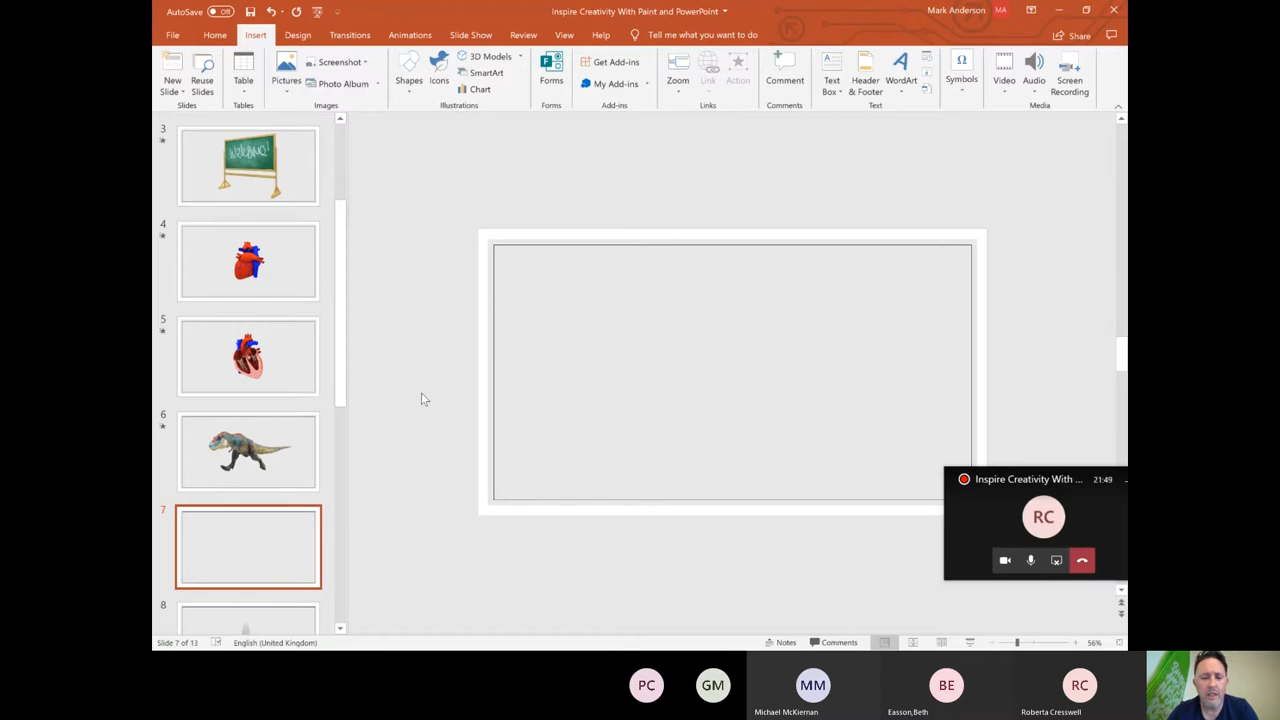 AutoSave Off
Inspire Creativity With Paint and PowerPoint
Mark Anderson MA
File Home Insert Design Transitions Animations Slide Show Review View Help Tell me what you want to do
Share
New Slide
Reuse Slides
Slides
Table
Tables
Pictures
Screenshot
Photo Album
Images
Shapes
Icons
3D Models
SmartArt
Chart
Illustrations
Forms
Forms
Get Add-ins
My Add-ins
Add-ins
Zoom
Link
Action
Links
Comment
Comments
Text Box
Header & Footer
WordArt
Text
Ω
Symbols
Video
Audio
Screen Recording
Media
3
4
5
6
7
8
Inspire Creativity With ... 21:49
RC
Slide 7 of 13 English (United Kingdom)
Notes Comments 56%
PC GM MM BE RC
Michael McKiernan Easson,Beth Roberta Cresswell